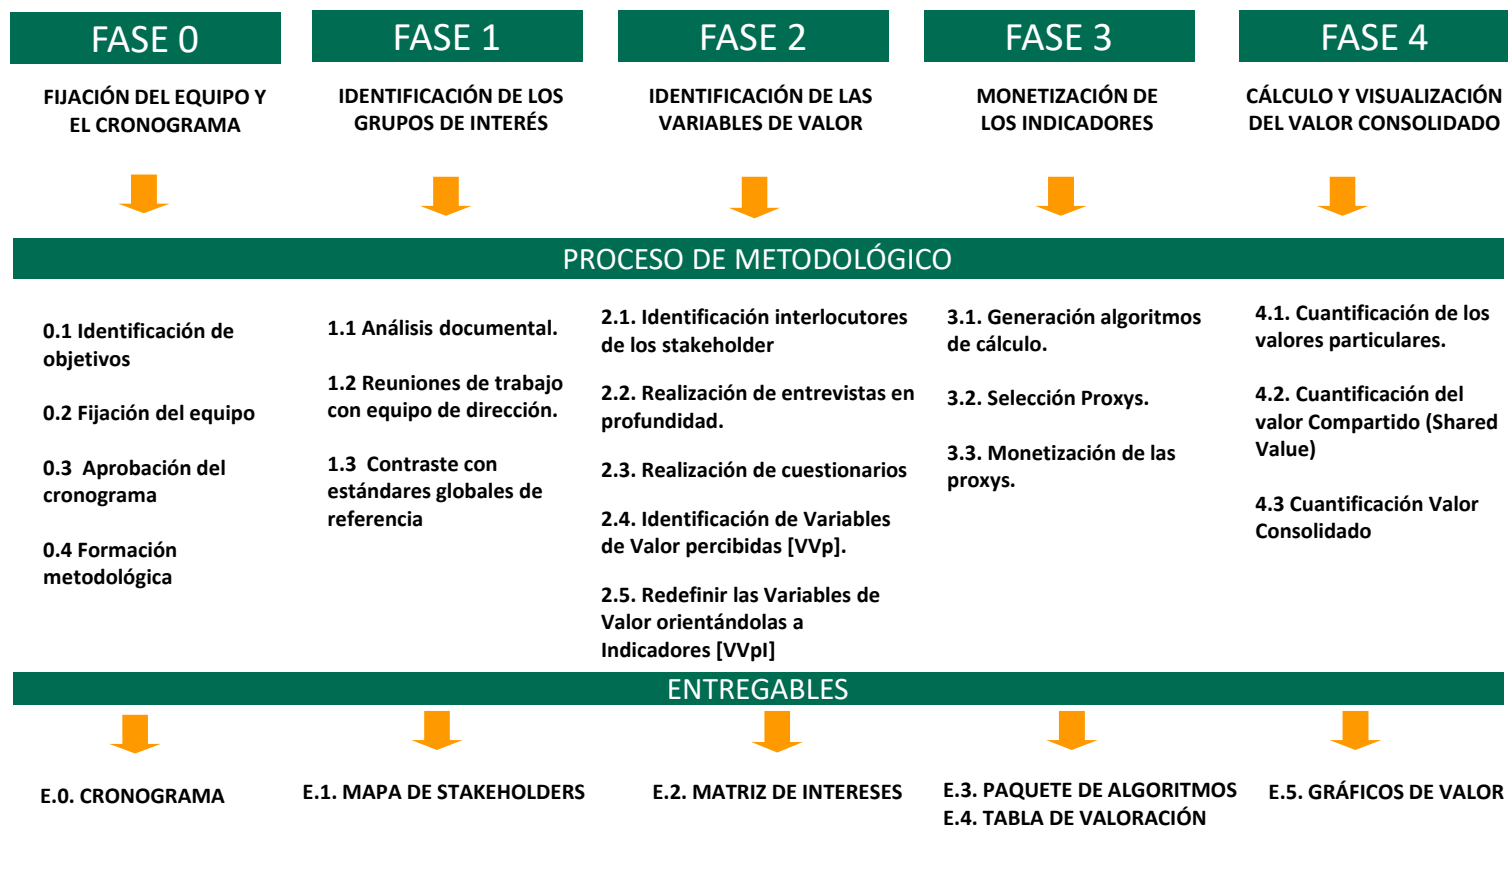 FASE 0
FASE 1
FASE 2
FASE 3
FASE 4
FIJACIÓN DEL EQUIPO Y
EL CRONOGRAMA
IDENTIFICACIÓN DE LOS
GRUPOS DE INTERÉS
IDENTIFICACIÓN DE LAS
VARIABLES DE VALOR
MONETIZACIÓN DE
LOS INDICADORES
CÁLCULO Y VISUALIZACIÓN
DEL VALOR CONSOLIDADO
PROCESO DE METODOLÓGICO
0.1 Identificación de
objetivos
0.2 Fijación del equipo
0.3 Aprobación del
cronograma
0.4 Formación
metodológica
1.1 Análisis documental.
1.2 Reuniones de trabajo
con equipo de dirección.
1.3 Contraste con
estándares globales de
referencia
2.1. Identificación interlocutores
de los stakeholder
2.2. Realización de entrevistas en
profundidad.
2.3. Realización de cuestionarios
2.4. Identificación de Variables
de Valor percibidas [VVp].
2.5. Redefinir las Variables de
Valor orientándolas a
Indicadores [VVpI]
3.1. Generación algoritmos
de cálculo.
3.2. Selección Proxys.
3.3. Monetización de las
proxys.
4.1. Cuantificación de los
valores particulares.
4.2. Cuantificación del
valor Compartido (Shared
Value)
4.3 Cuantificación Valor
Consolidado
ENTREGABLES
E.0. CRONOGRAMA
E.1. MAPA DE STAKEHOLDERS
E.2. MATRIZ DE INTERESES
E.3. PAQUETE DE ALGORITMOS
E.4. TABLA DE VALORACIÓN
E.5. GRÁFICOS DE VALOR